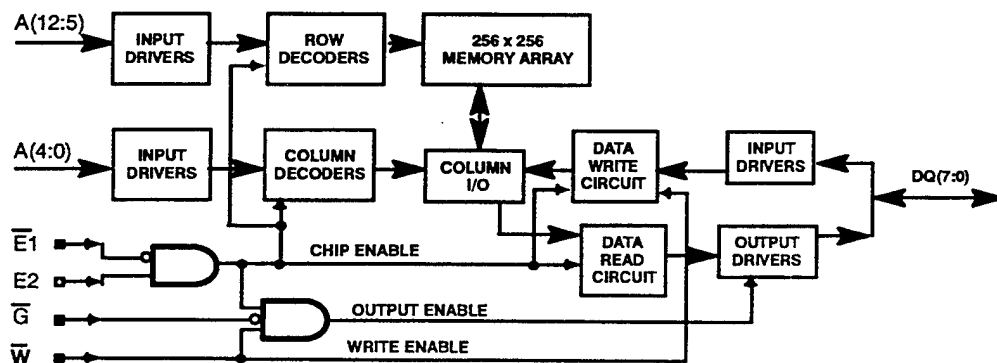 A(12:5)
INPUT
DRIVERS
ROW
DECODERS
256 x 256
MEMORY ARRAY
A(4:0)
INPUT
DRIVERS
COLUMN
DECODERS
COLUMN
I/O
DATA
WRITE
CIRCUIT
INPUT
DRIVERS
DQ(7:0)
E̅1
E2
CHIP ENABLE
DATA
READ
CIRCUIT
OUTPUT
DRIVERS
G̅
OUTPUT ENABLE
W̅
WRITE ENABLE